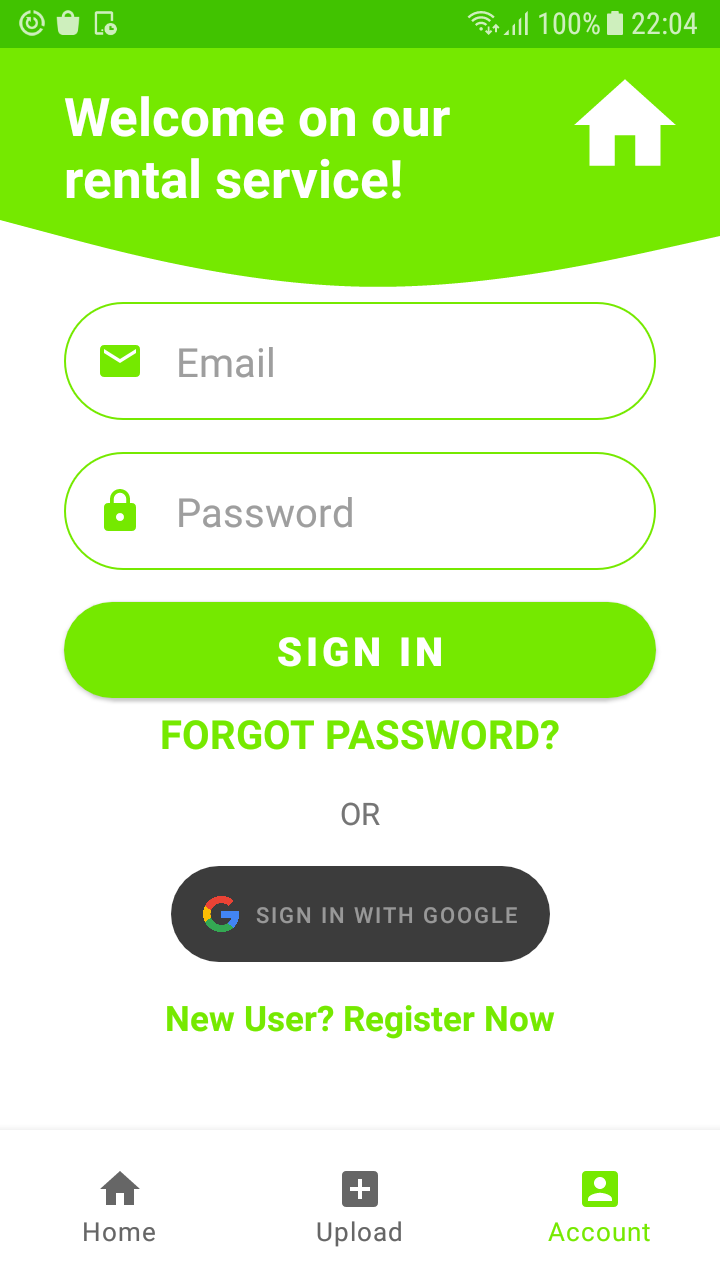 100% 22:04
Welcome on our
rental service!
Email
Password
SIGN IN
FORGOT PASSWORD?
OR
SIGN IN WITH GOOGLE
New User? Register Now
Home Upload Account